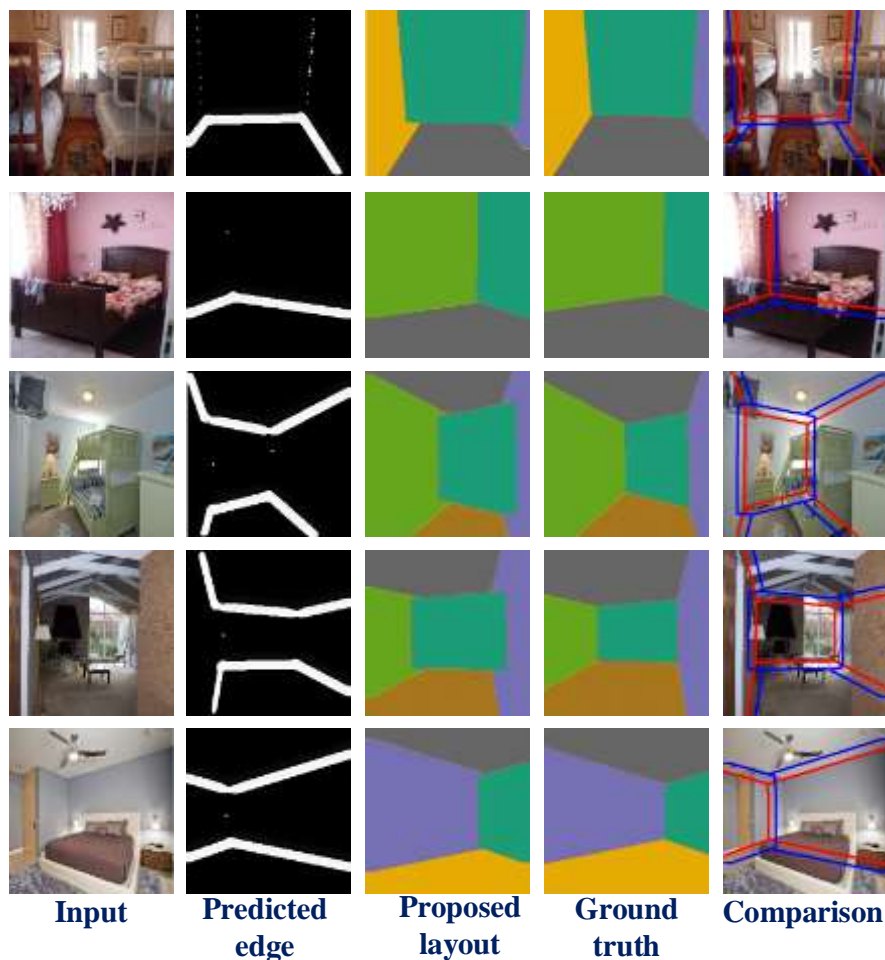 Input
Predicted
edge
Proposed
layout
Ground
truth
Comparison